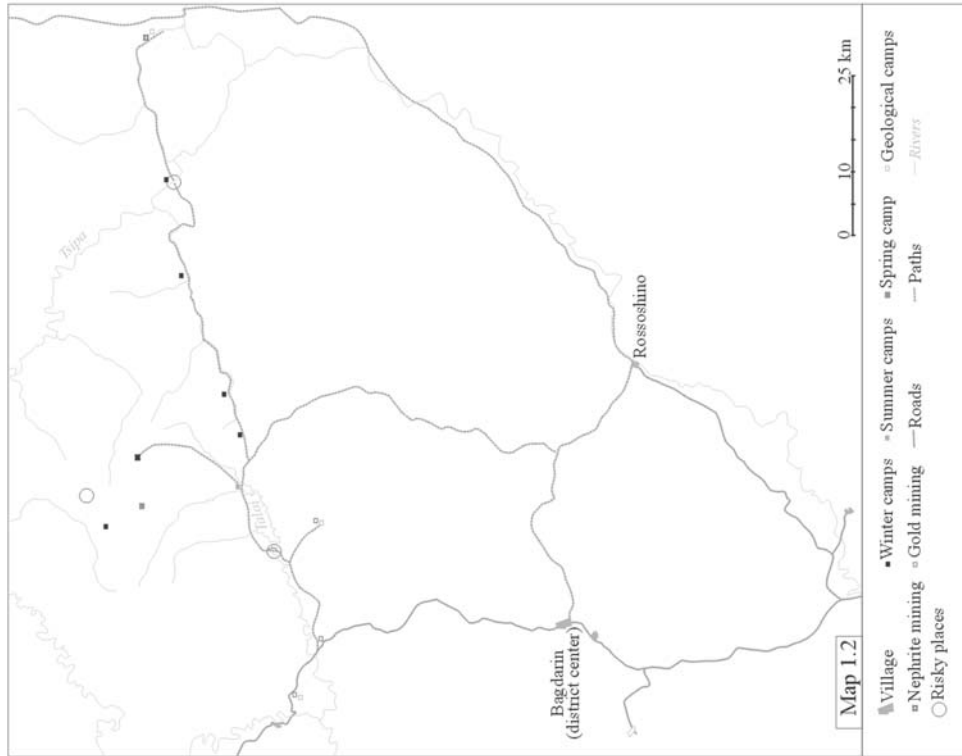 Tsipa
Taloi
Rossoshino
Bagdarin
(district center)
0 10 25 km
Map 1.2
Village
Winter camps
Summer camps
Spring camp
Geological camps
Nephrite mining
Gold mining
Roads
Paths
Rivers
Risky places